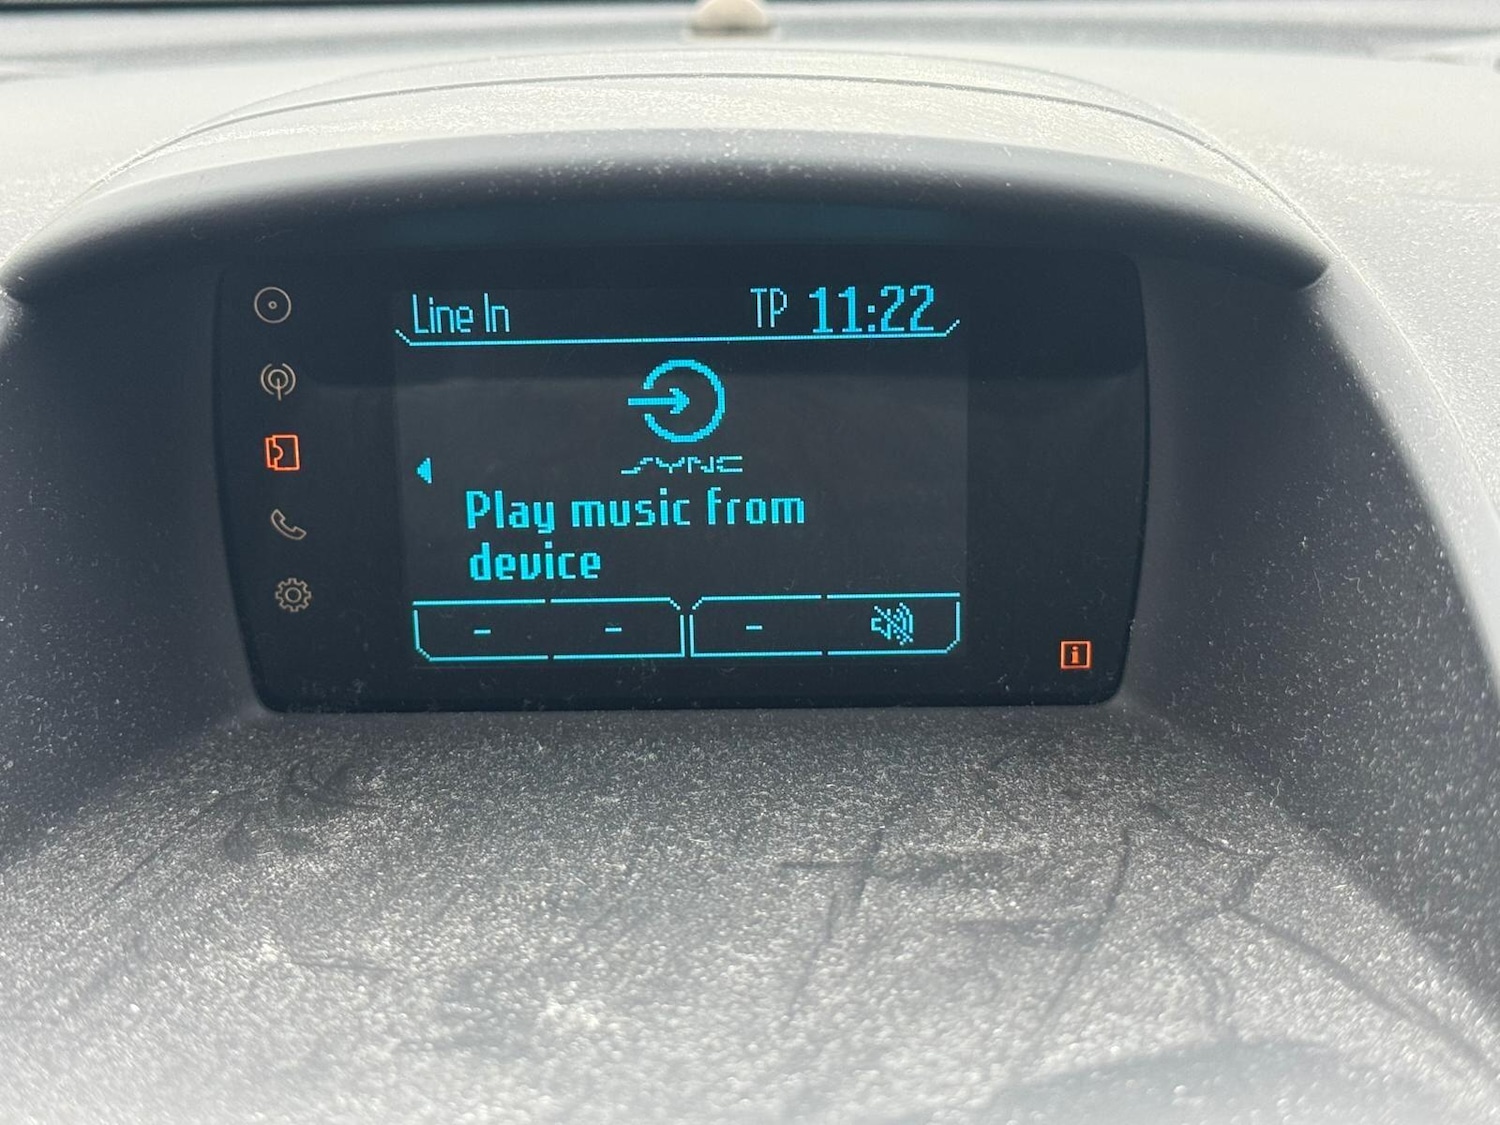 Line In
TP 11:22
SYNC
Play music from
device
- - -
i